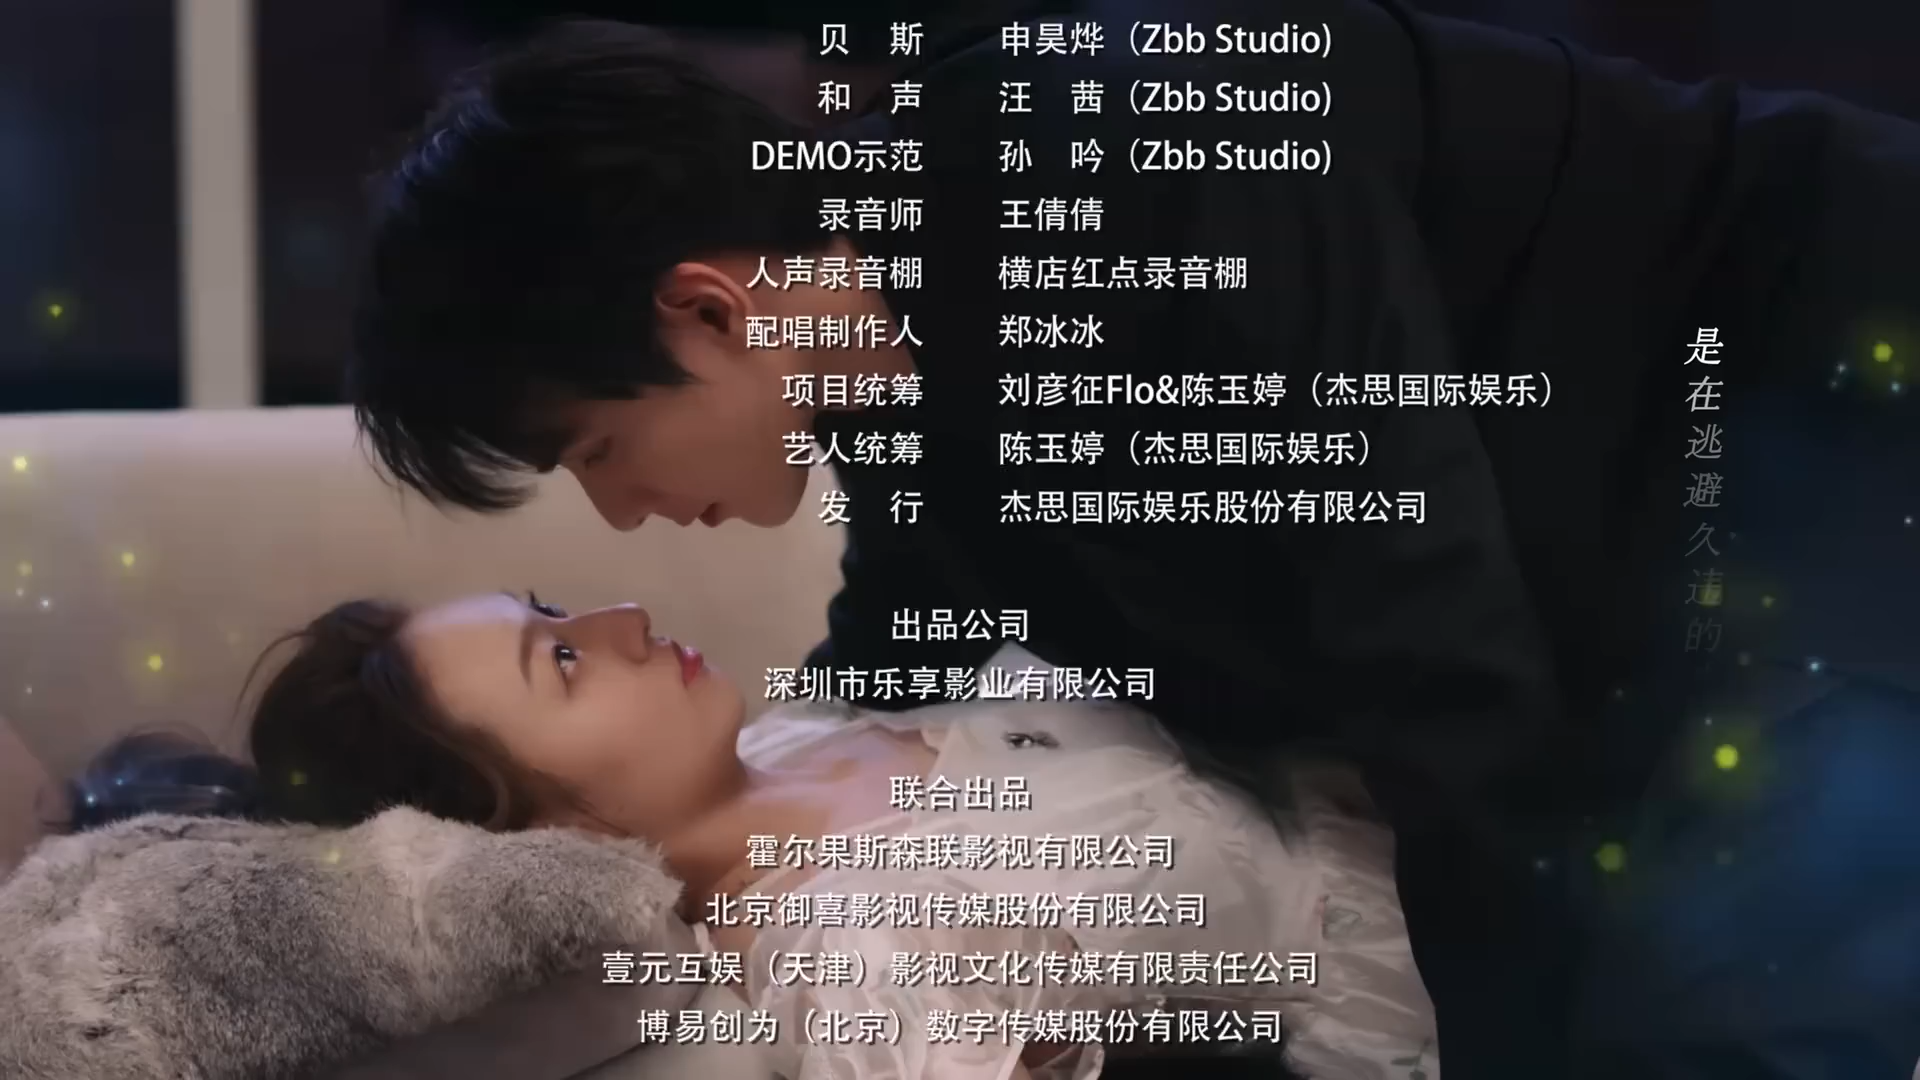 贝 斯 申昊烨（Zbb Studio)
和 声 汪 茜（Zbb Studio)
DEMO示范 孙 吟（Zbb Studio)
录音师 王倩倩
人声录音棚 横店红点录音棚
配唱制作人 郑冰冰
项目统筹 刘彦征Flo&陈玉婷（杰思国际娱乐）
艺人统筹 陈玉婷（杰思国际娱乐）
发 行 杰思国际娱乐股份有限公司
出品公司
深圳市乐享影业有限公司
联合出品
霍尔果斯森联影视有限公司
北京御喜影视传媒股份有限公司
壹元互娱（天津）影视文化传媒有限责任公司
博易创为（北京）数字传媒股份有限公司
是在逃避久违的